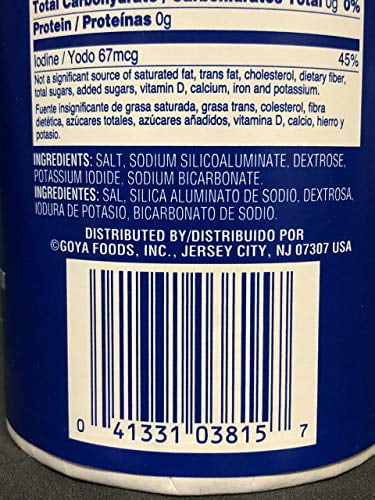 Total Carbohydrate / Carbohidratos Total 0g 0%
Protein / Proteínas 0g
Iodine / Yodo 67mcg 45%
Not a significant source of saturated fat, trans fat, cholesterol, dietary fiber,
total sugars, added sugars, vitamin D, calcium, iron and potassium.
Fuente insignificante de grasa saturada, grasa trans, colesterol, fibra
dietética, azúcares totales, azúcares añadidos, vitamina D, calcio, hierro y
potasio.
INGREDIENTS: SALT, SODIUM SILICOALUMINATE, DEXTROSE,
POTASSIUM IODIDE, SODIUM BICARBONATE.
INGREDIENTES: SAL, SILICA ALUMINATO DE SODIO, DEXTROSA,
IODURA DE POTASIO, BICARBONATO DE SODIO.
DISTRIBUTED BY/DISTRIBUIDO POR
©GOYA FOODS, INC., JERSEY CITY, NJ 07307 USA
0 41331 03815 7